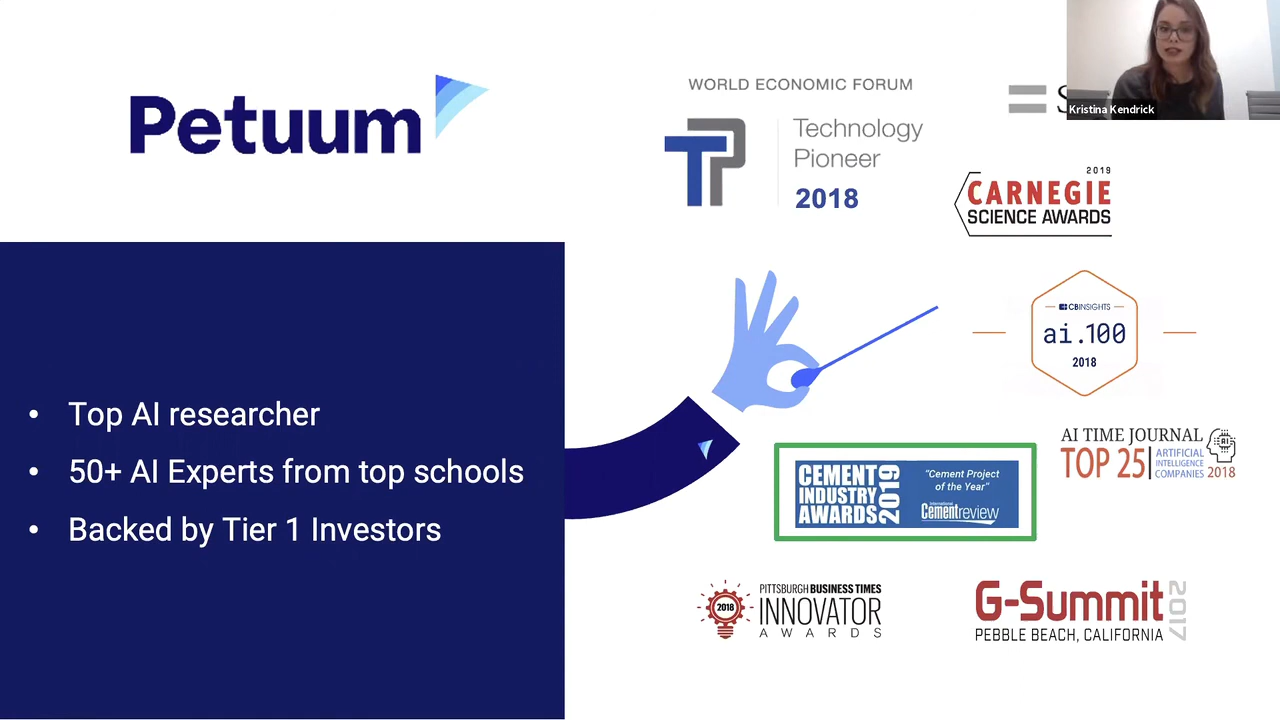 Petuum
• Top AI researcher
• 50+ AI Experts from top schools
• Backed by Tier 1 Investors
WORLD ECONOMIC FORUM
TP
Technology
Pioneer
2018
Kristina Kendrick
2019
CARNEGIE
SCIENCE AWARDS
CBINSIGHTS
ai.100
2018
AI TIME JOURNAL
TOP 25
ARTIFICIAL
INTELLIGENCE
COMPANIES
2018
AI
CEMENT
INDUSTRY
AWARDS
2019
"Cement Project
of the Year"
International
Cementreview
2018
PITTSBURGH BUSINESS TIMES
INNOVATOR
AWARDS
G-Summit
2017
PEBBLE BEACH, CALIFORNIA